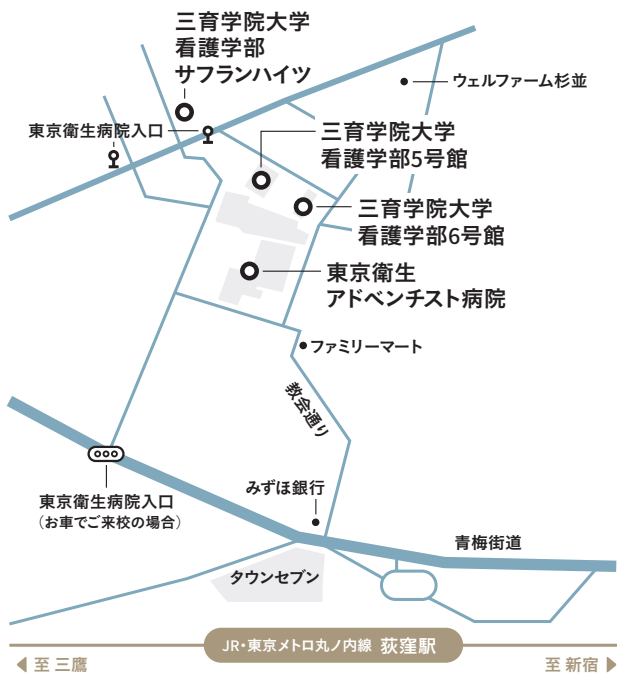 三育学院大学
看護学部
サフランハイツ
ウェルファーム杉並
東京衛生病院入口
三育学院大学
看護学部5号館
三育学院大学
看護学部6号館
東京衛生
アドベンチスト病院
ファミリーマート
教会通り
東京衛生病院入口
（お車でご来校の場合）
みずほ銀行
青梅街道
タウンセブン
JR・東京メトロ丸ノ内線 荻窪駅
至 三鷹
至 新宿